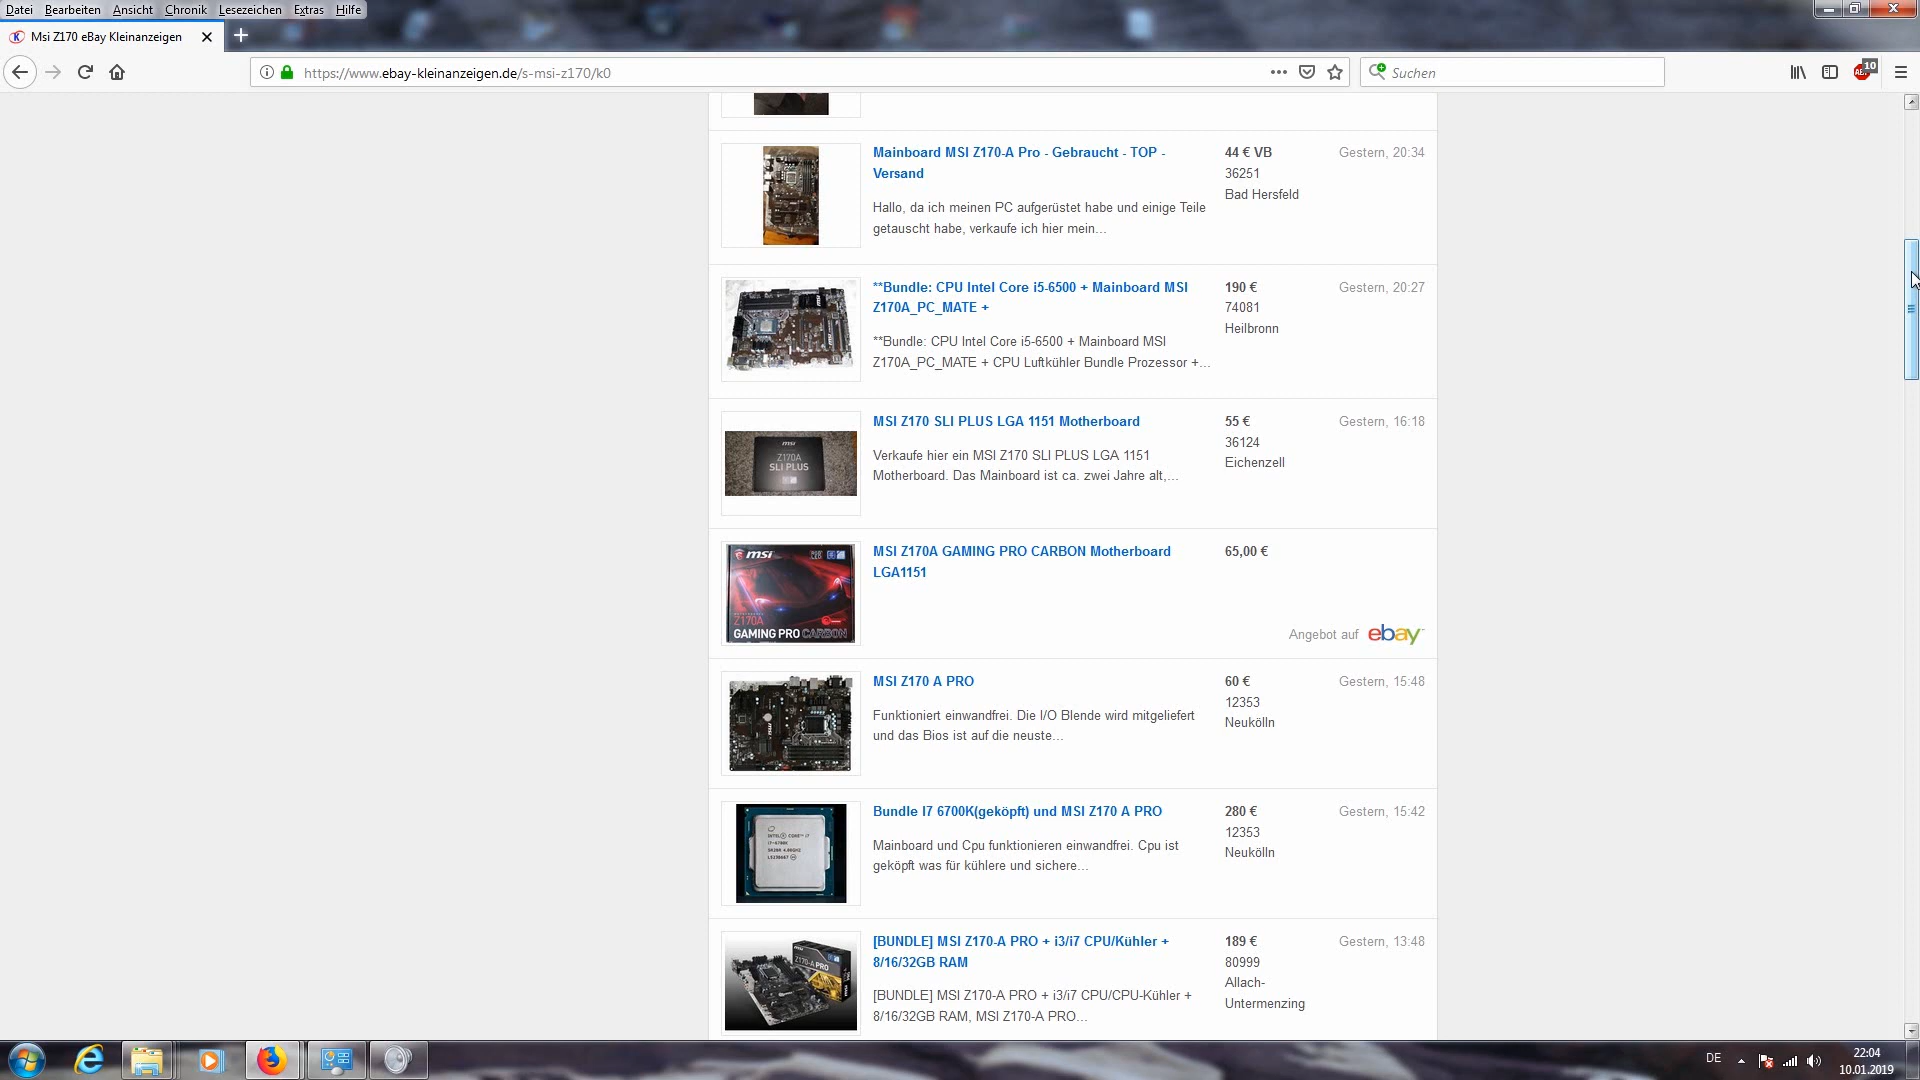 Datei Bearbeiten Ansicht Chronik Lesezeichen Extras Hilfe
Msi Z170 eBay Kleinanzeigen
https://www.ebay-kleinanzeigen.de/s-msi-z170/k0
Suchen
10
Mainboard MSI Z170-A Pro - Gebraucht - TOP -
Versand
44 € VB
36251
Bad Hersfeld
Gestern, 20:34
Hallo, da ich meinen PC aufgerüstet habe und einige Teile
getauscht habe, verkaufe ich hier mein...
**Bundle: CPU Intel Core i5-6500 + Mainboard MSI
Z170A_PC_MATE +
190 €
74081
Heilbronn
Gestern, 20:27
**Bundle: CPU Intel Core i5-6500 + Mainboard MSI
Z170A_PC_MATE + CPU Luftkühler Bundle Prozessor +...
msi
Z170A
SLI PLUS
MSI Z170 SLI PLUS LGA 1151 Motherboard
55 €
36124
Eichenzell
Gestern, 16:18
Verkaufe hier ein MSI Z170 SLI PLUS LGA 1151
Motherboard. Das Mainboard ist ca. zwei Jahre alt,...
msi
Z170A
GAMING PRO CARBON
MSI Z170A GAMING PRO CARBON Motherboard
LGA1151
65,00 €
Angebot auf ebay
MSI Z170 A PRO
60 €
12353
Neukölln
Gestern, 15:48
Funktioniert einwandfrei. Die I/O Blende wird mitgeliefert
und das Bios ist auf die neuste...
INTEL CORE i7
i7-6700K
Bundle I7 6700K(geköpft) und MSI Z170 A PRO
280 €
12353
Neukölln
Gestern, 15:42
Mainboard und Cpu funktionieren einwandfrei. Cpu ist
geköpft was für kühlere und sichere...
Z170-A PRO
[BUNDLE] MSI Z170-A PRO + i3/i7 CPU/Kühler +
8/16/32GB RAM
189 €
80999
Allach-
Untermenzing
Gestern, 13:48
[BUNDLE] MSI Z170-A PRO + i3/i7 CPU/CPU-Kühler +
8/16/32GB RAM, MSI Z170-A PRO...
DE
22:04
10.01.2019